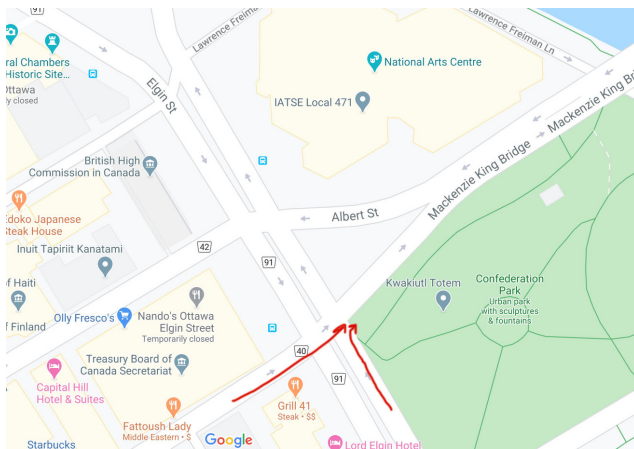 91
Lawrence Freiman
Lawrence Freiman Ln
ral Chambers
Historic Site...
Ottawa
ly closed
Elgin St
National Arts Centre
IATSE Local 471
Mackenzie King Bridge
Mackenzie King Bridge
British High
Commission in Canada
Edoko Japanese
Steak House
Albert St
42
Inuit Tapiriit Kanatami
91
of Haiti
f Finland
Olly Fresco's
Nando's Ottawa
Elgin Street
Temporarily closed
Kwakiutl Totem
Confederation
Park
Urban park
with sculptures
& fountains
Treasury Board of
Canada Secretariat
40
91
Capital Hill
Hotel & Suites
Grill 41
Steak • $$
Fattoush Lady
Middle Eastern • $
Google
Starbucks
Lord Elgin Hotel